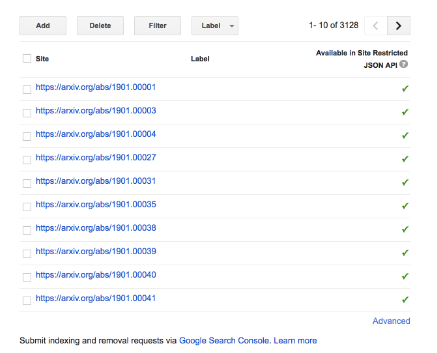 Add Delete Filter Label 1- 10 of 3128
Site Label Available in Site Restricted
JSON API ?
https://arxiv.org/abs/1901.00001
https://arxiv.org/abs/1901.00003
https://arxiv.org/abs/1901.00004
https://arxiv.org/abs/1901.00027
https://arxiv.org/abs/1901.00031
https://arxiv.org/abs/1901.00035
https://arxiv.org/abs/1901.00038
https://arxiv.org/abs/1901.00039
https://arxiv.org/abs/1901.00040
https://arxiv.org/abs/1901.00041
Advanced
Submit indexing and removal requests via Google Search Console. Learn more